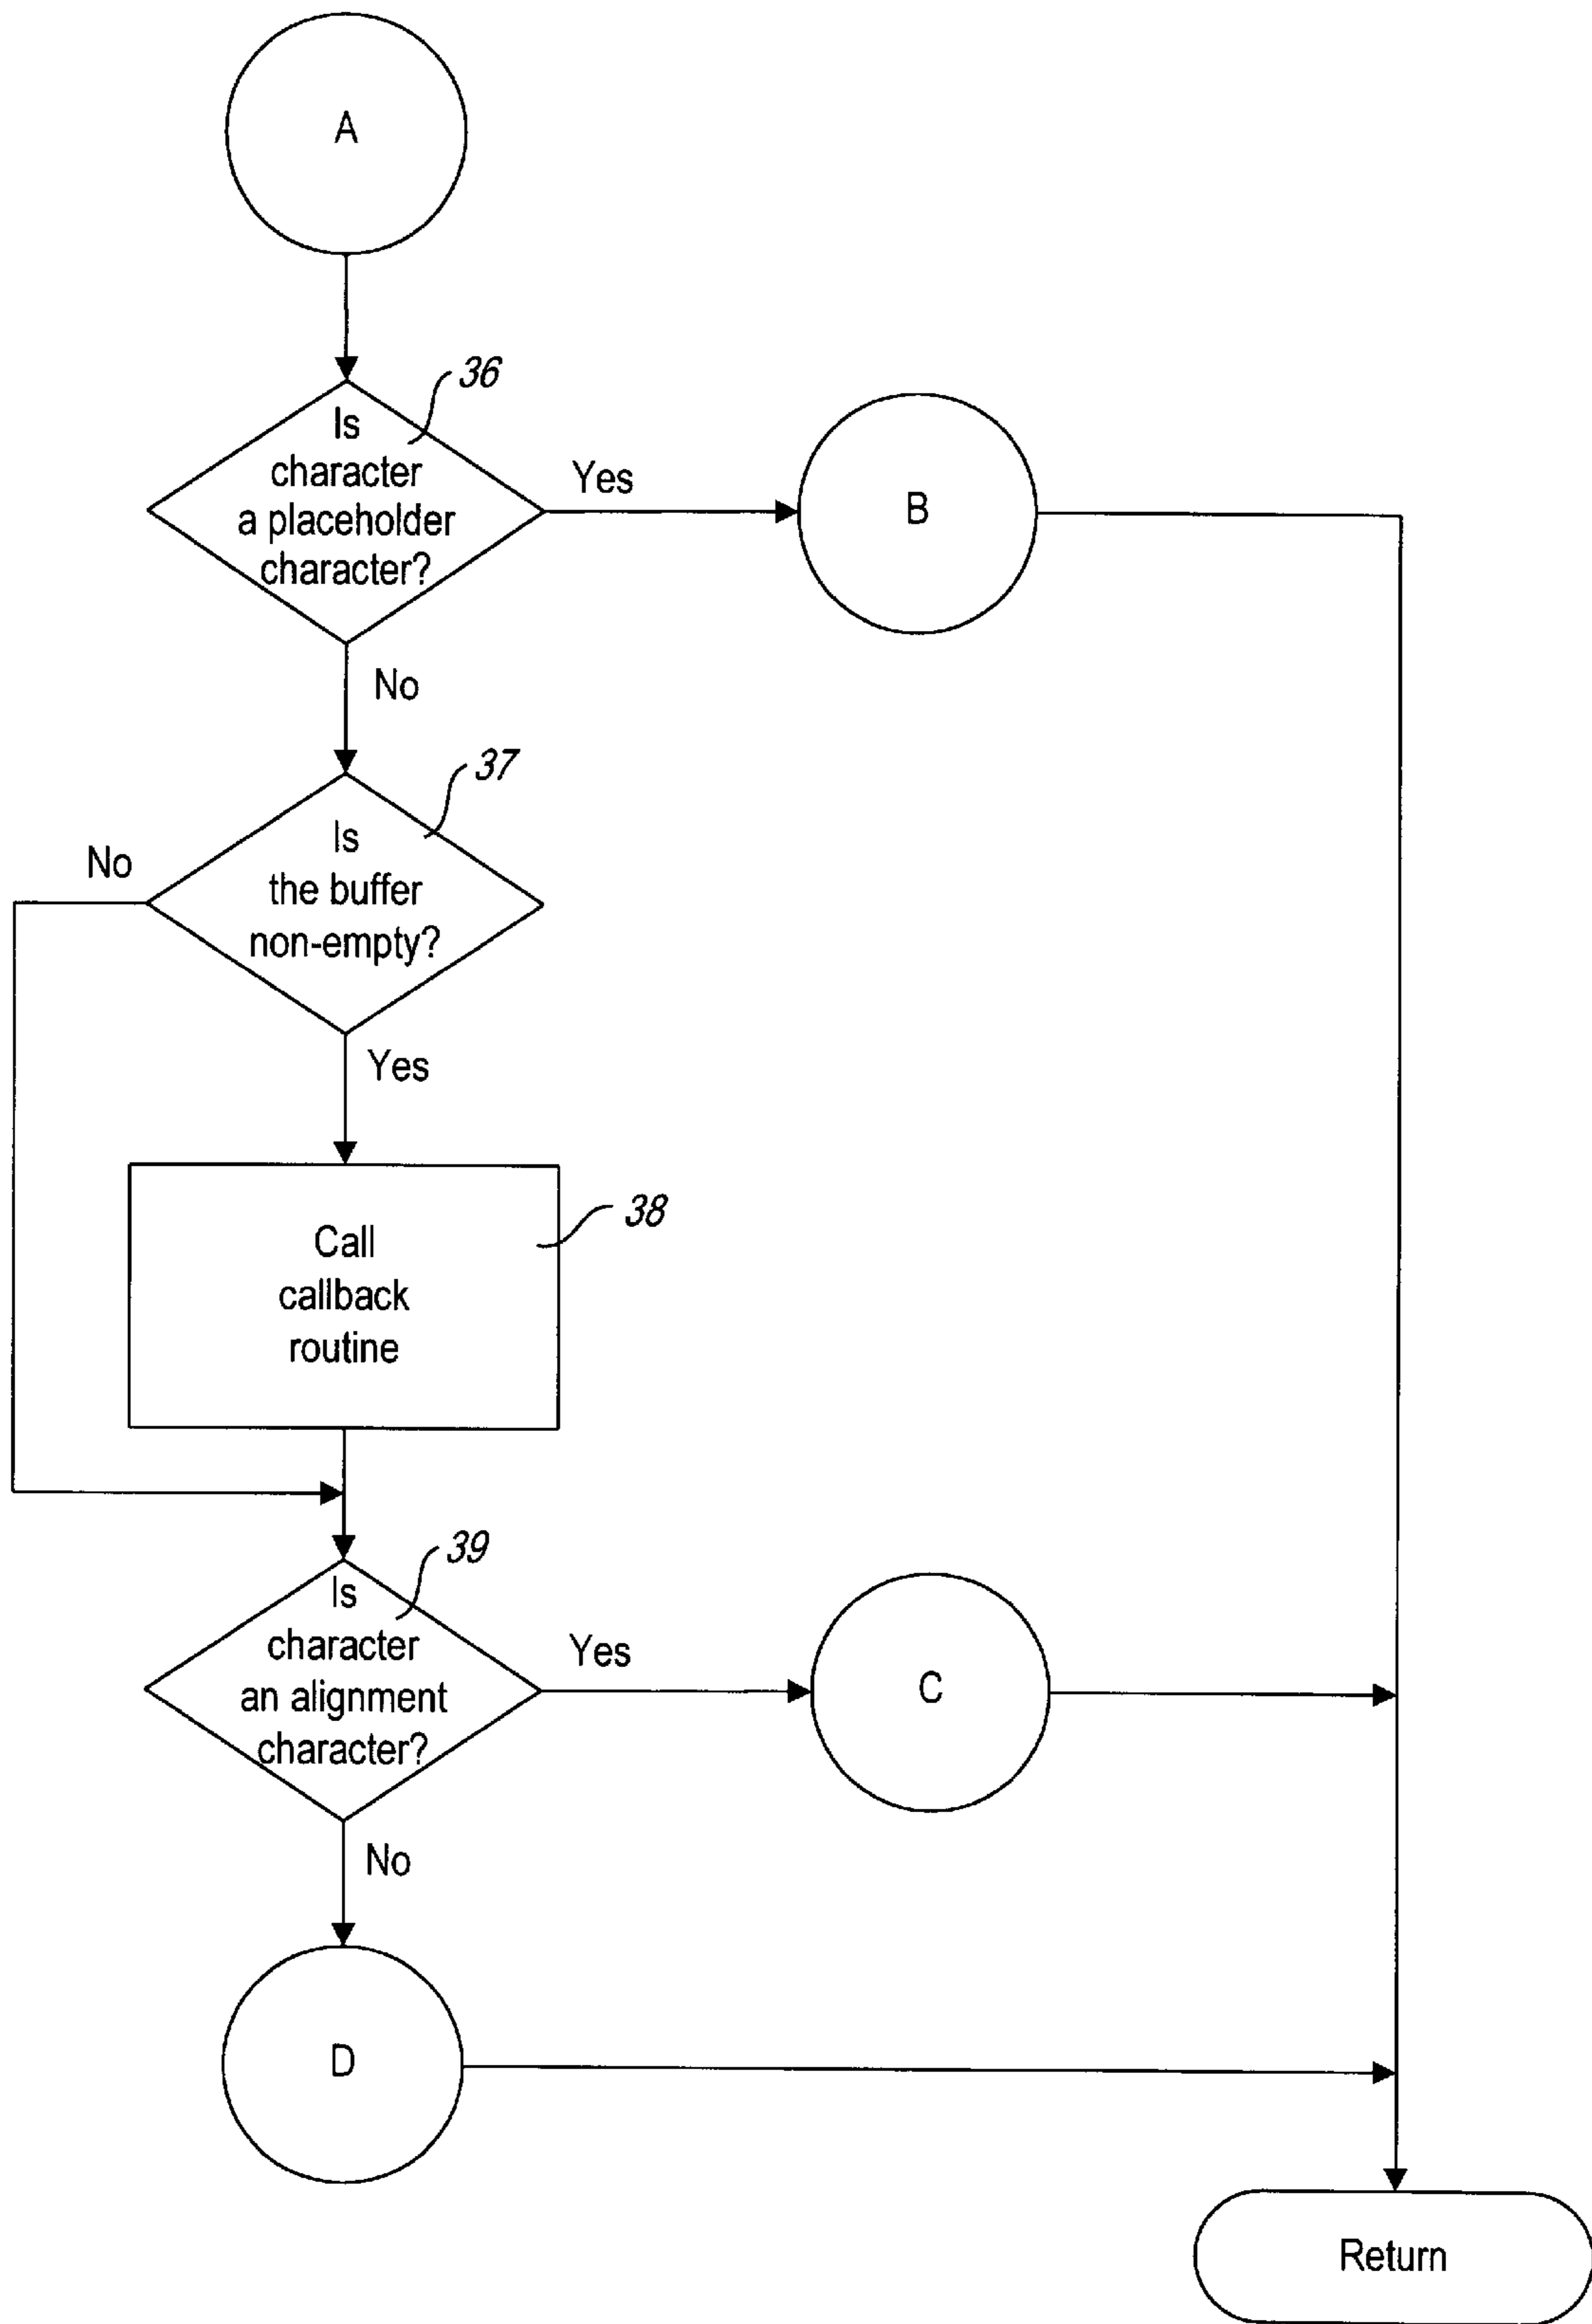 A
36
Is
character
a placeholder
character?
Yes
B
No
37
Is
the buffer
non-empty?
No
Yes
38
Call
callback
routine
39
Is
character
an alignment
character?
Yes
C
No
D
Return